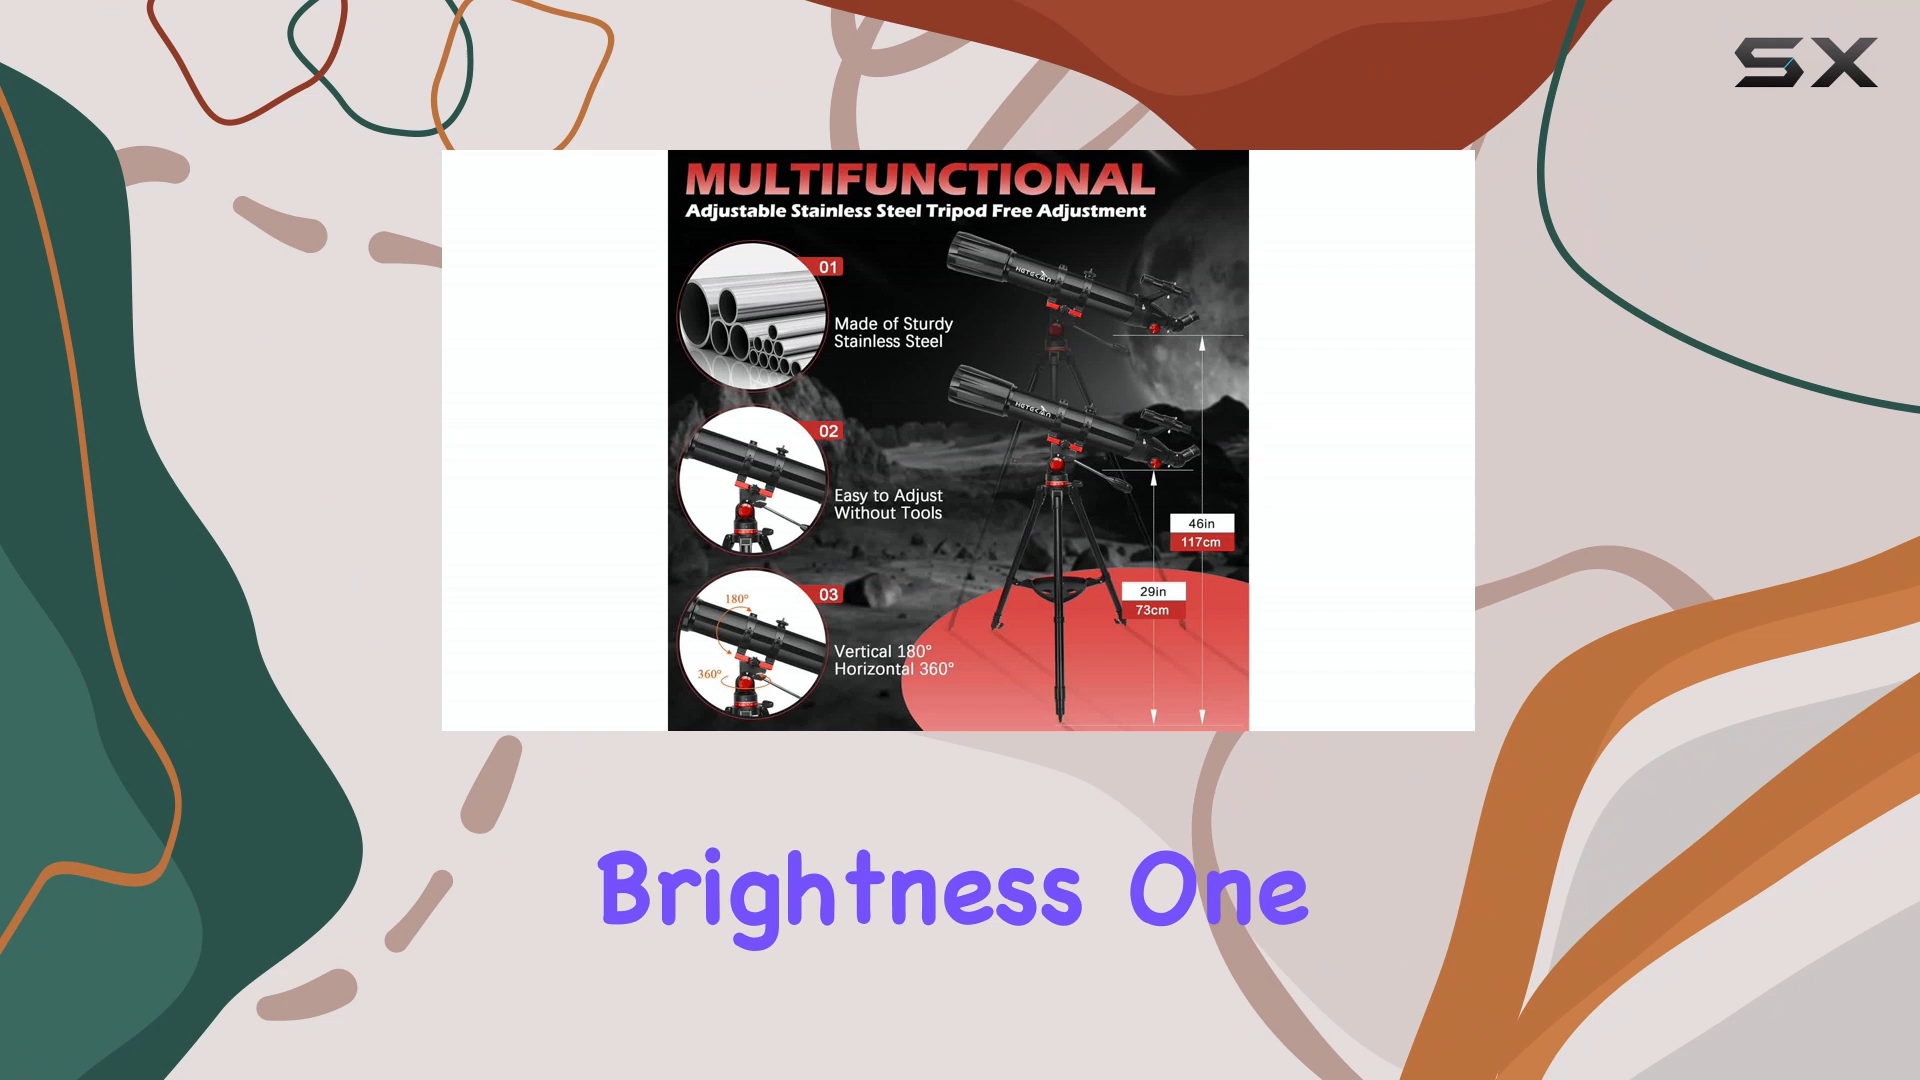 SX
MULTIFUNCTIONAL
Adjustable Stainless Steel Tripod Free Adjustment
01
Made of Sturdy
Stainless Steel
02
Easy to Adjust
Without Tools
03
180°
360°
Vertical 180°
Horizontal 360°
46in
117cm
29in
73cm
Brightness One